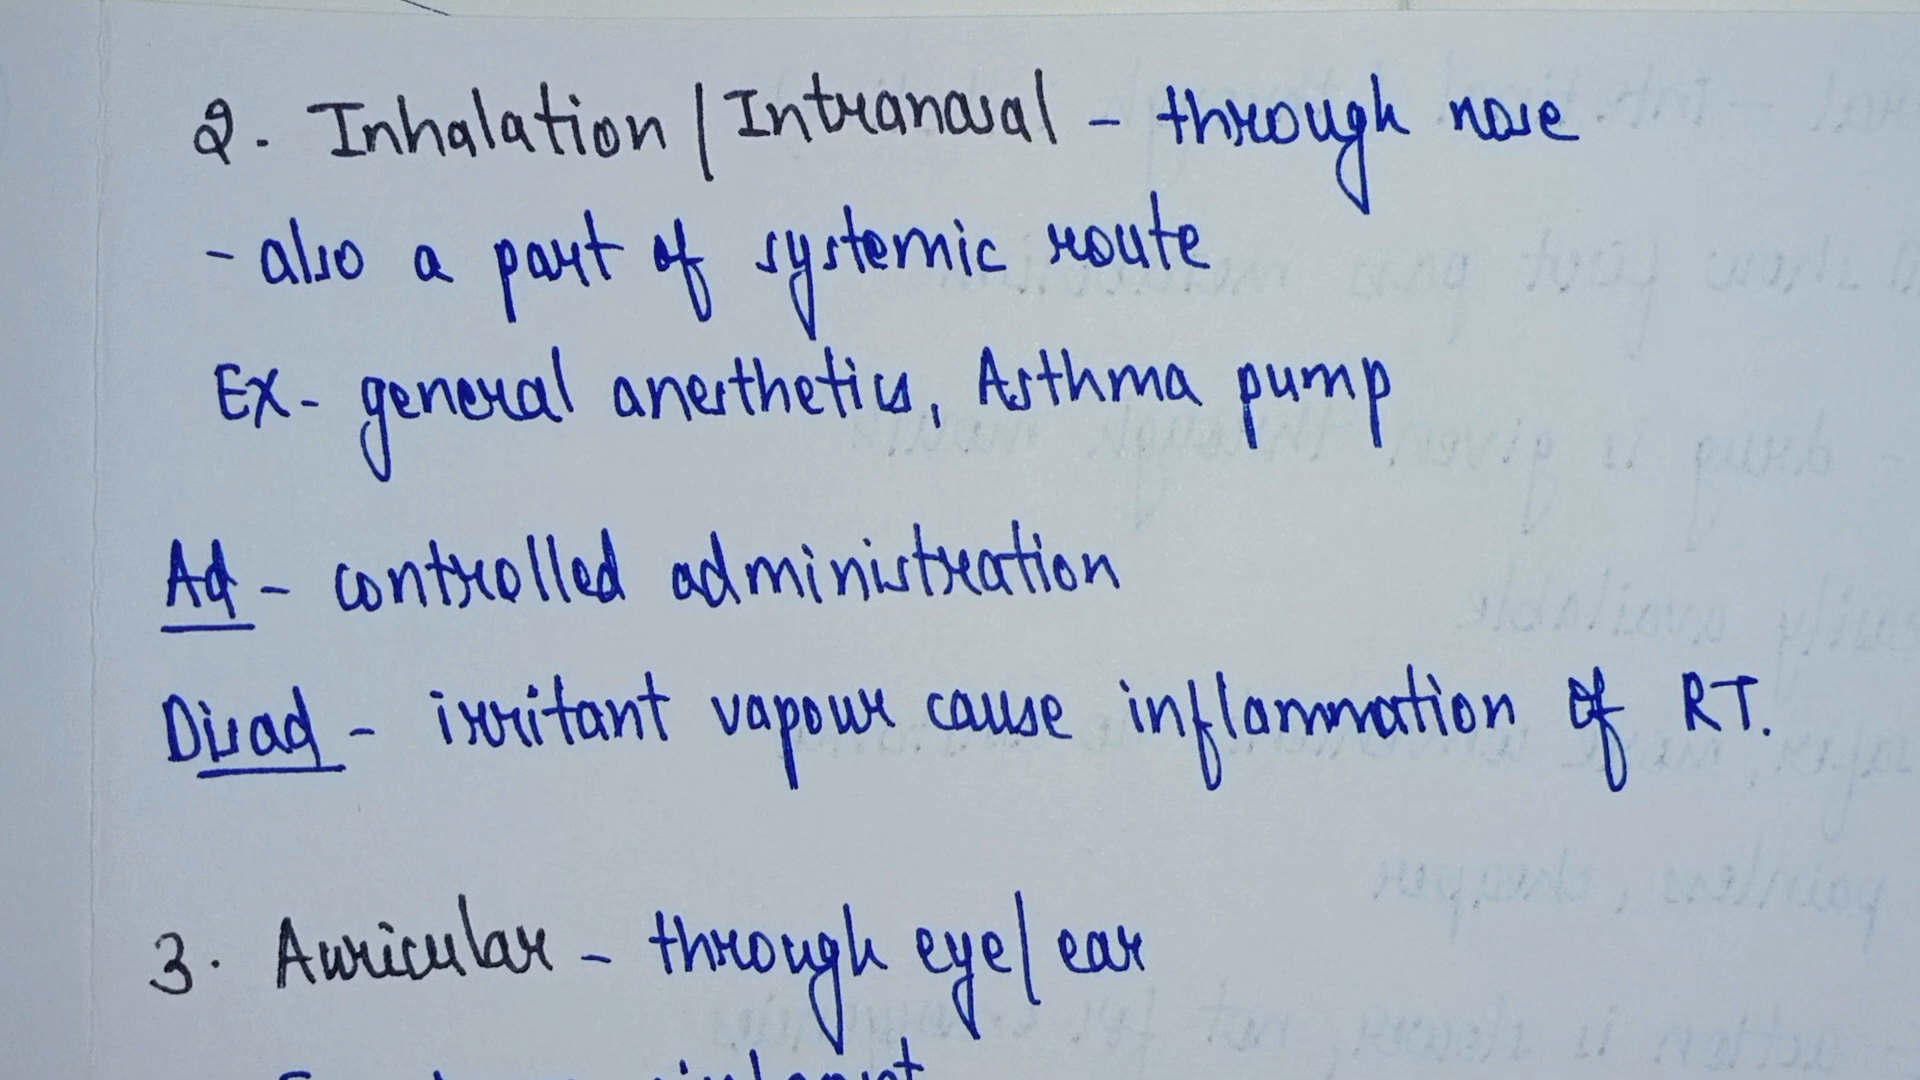 2. Inhalation / Intranasal - through nose
- also a part of systemic route
EX - general anesthetics, Asthma pump
Ad - controlled administration
Disad - irritant vapour cause inflammation of RT.
3. Auricular - through eye / ear